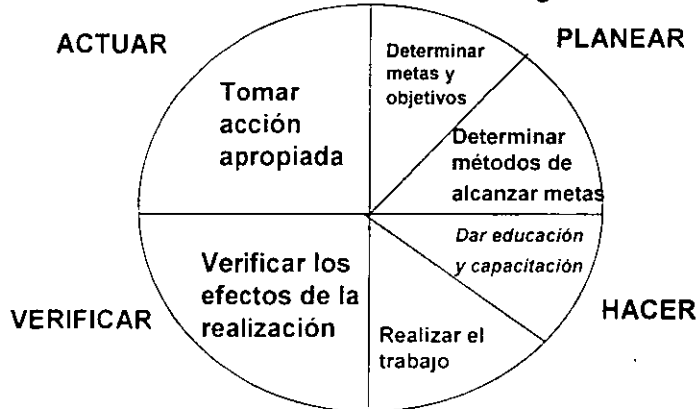 ACTUAR
PLANEAR
Determinar
metas y
objetivos
Tomar
acción
apropiada
Determinar
métodos de
alcanzar metas
Dar educación
y capacitación
Verificar los
efectos de la
realización
VERIFICAR
HACER
Realizar el
trabajo